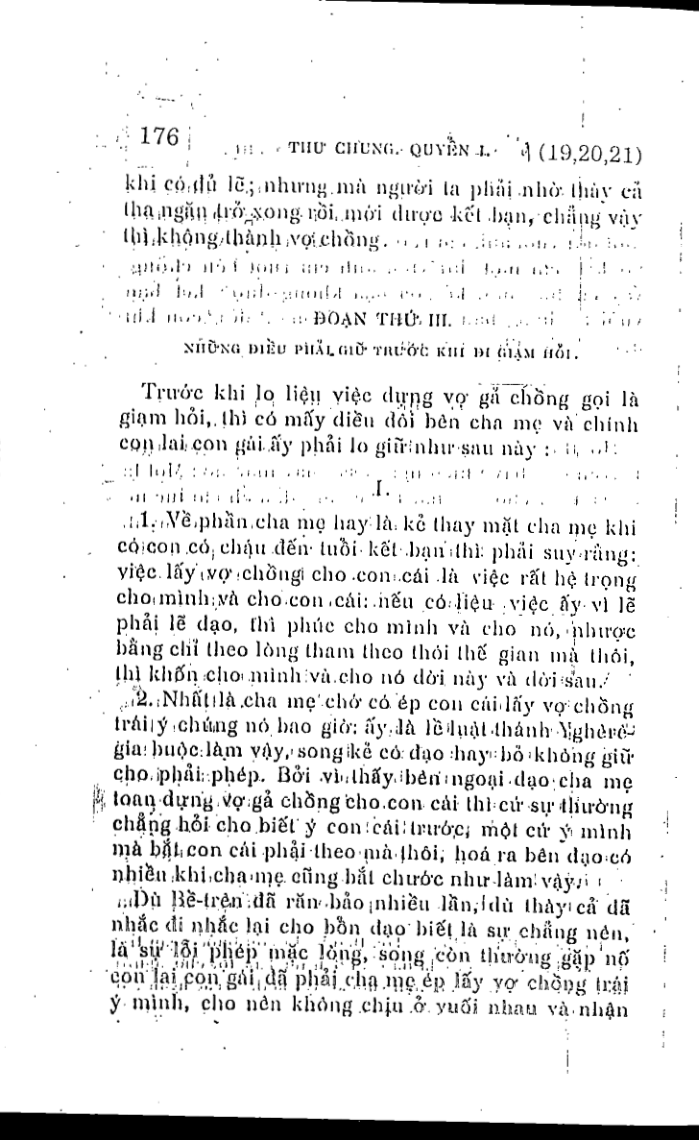 176 THƯ CHUNG. QUYỂN I. (19,20,21)
khi có đủ lẽ; nhưng mà người ta phải nhờ thày cả
tha ngăn trở xong rồi, mới được kết bạn, chẳng vậy
thì không thành vợ chồng.
ĐOẠN THỨ III.
NHỮNG ĐIỀU PHẢI GIỮ TRƯỚC KHI ĐI GIẠM HỎI.
Trước khi lo liệu việc dựng vợ gả chồng gọi là
giạm hỏi, thì có mấy điều đòi bên cha mẹ và chính
con lai con gái ấy phải lo giữ như sau này :
I.
1. Về phần cha mẹ hay là kẻ thay mặt cha mẹ khi
có con có cháu đến tuổi kết bạn thì phải suy rằng:
việc lấy vợ chồng cho con cái là việc rất hệ trọng
cho mình và cho con cái: nếu có liệu việc ấy vì lẽ
phải lẽ đạo, thì phúc cho mình và cho nó, nhược
bằng chỉ theo lòng tham theo thói thế gian mà thôi,
thì khốn cho mình và cho nó đời này và đời sau.
2. Nhất là cha mẹ chớ có ép con cái lấy vợ chồng
trái ý chúng nó bao giờ: ấy là lề luật thánh Yghêrê-
gia buộc làm vậy, song kẻ có đạo hay bỏ không giữ
cho phải phép. Bởi vì thấy bên ngoại đạo cha mẹ
toan dựng vợ gả chồng cho con cái thì cứ sự thường
chẳng hỏi cho biết ý con cái trước, một cứ ý mình
mà bắt con cái phải theo mà thôi, hoá ra bên đạo có
nhiều khi cha mẹ cũng bắt chước như làm vậy.
Dù Bề-trên đã răn bảo nhiều lần, dù thày cả đã
nhắc đi nhắc lại cho bổn đạo biết là sự chẳng nên,
là sự lỗi phép mặc lòng, song còn thường gặp nố
con lai con gái đã phải cha mẹ ép lấy vợ chồng trái
ý mình, cho nên không chịu ở vuối nhau và nhận